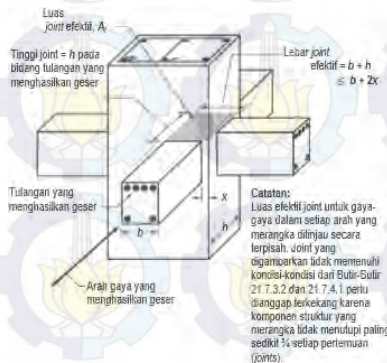 Luas
joint efektif, Aj
Tinggi joint = h pada
bidang tulangan yang
menghasilkan geser
Lebar joint
efektif = b + h
≤ b + 2x
Tulangan yang
menghasilkan geser
x
b
h
Arah gaya yang
menghasilkan geser
Catatan:
Luas efektif joint untuk gaya-
gaya dalam setiap arah yang
merangka ditinjau secara
terpisah. Joint yang
digambarkan tidak memenuhi
kondisi-kondisi dari Butir-Butir
21.7.3.2 dan 21.7.4.1 perlu
dianggap terkekang karena
komponen struktur yang
merangka tidak menutupi paling
sedikit ¾ setiap pertemuan
(joints).